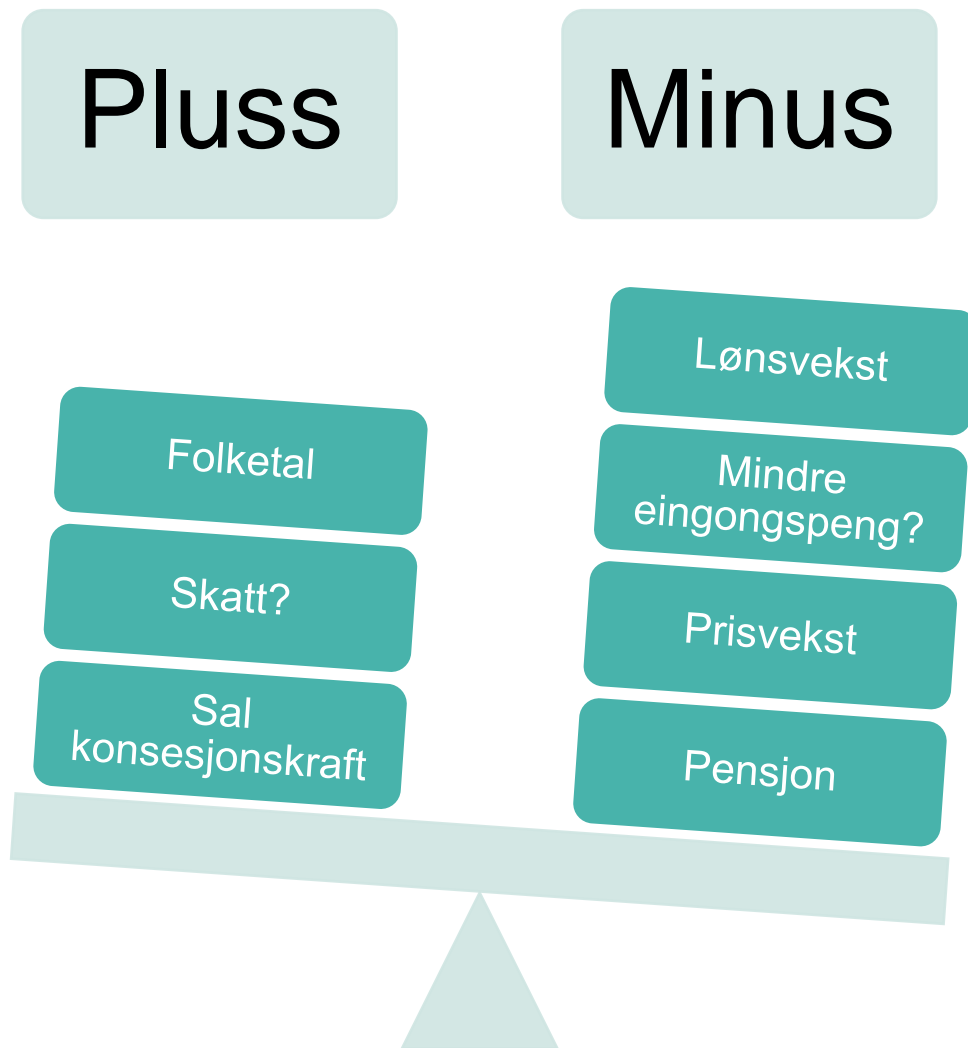 Pluss
Minus
Folketal
Skatt?
Sal
konsesjonskraft
Lønsvekst
Mindre
eingongspeng?
Prisvekst
Pensjon